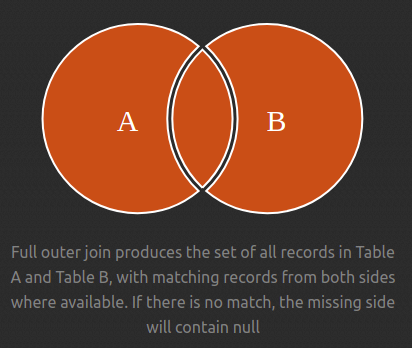 A B
Full outer join produces the set of all records in Table
A and Table B, with matching records from both sides
where available. If there is no match, the missing side
will contain null